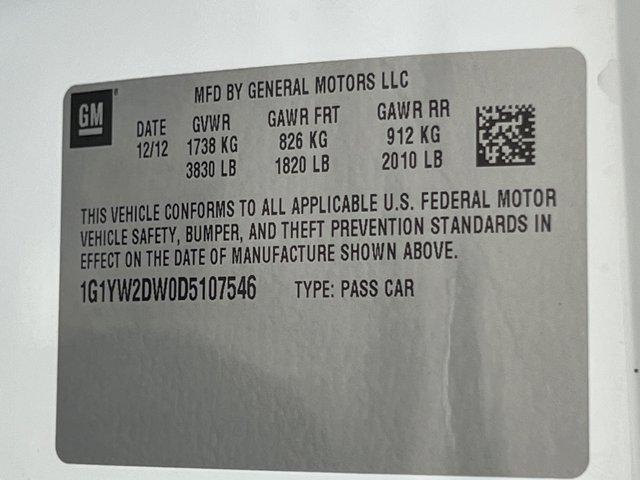 GM
MFD BY GENERAL MOTORS LLC
DATE GVWR GAWR FRT GAWR RR
12/12 1738 KG 826 KG 912 KG
3830 LB 1820 LB 2010 LB
THIS VEHICLE CONFORMS TO ALL APPLICABLE U.S. FEDERAL MOTOR
VEHICLE SAFETY, BUMPER, AND THEFT PREVENTION STANDARDS IN
EFFECT ON THE DATE OF MANUFACTURE SHOWN ABOVE.
1G1YW2DW0D5107546 TYPE: PASS CAR